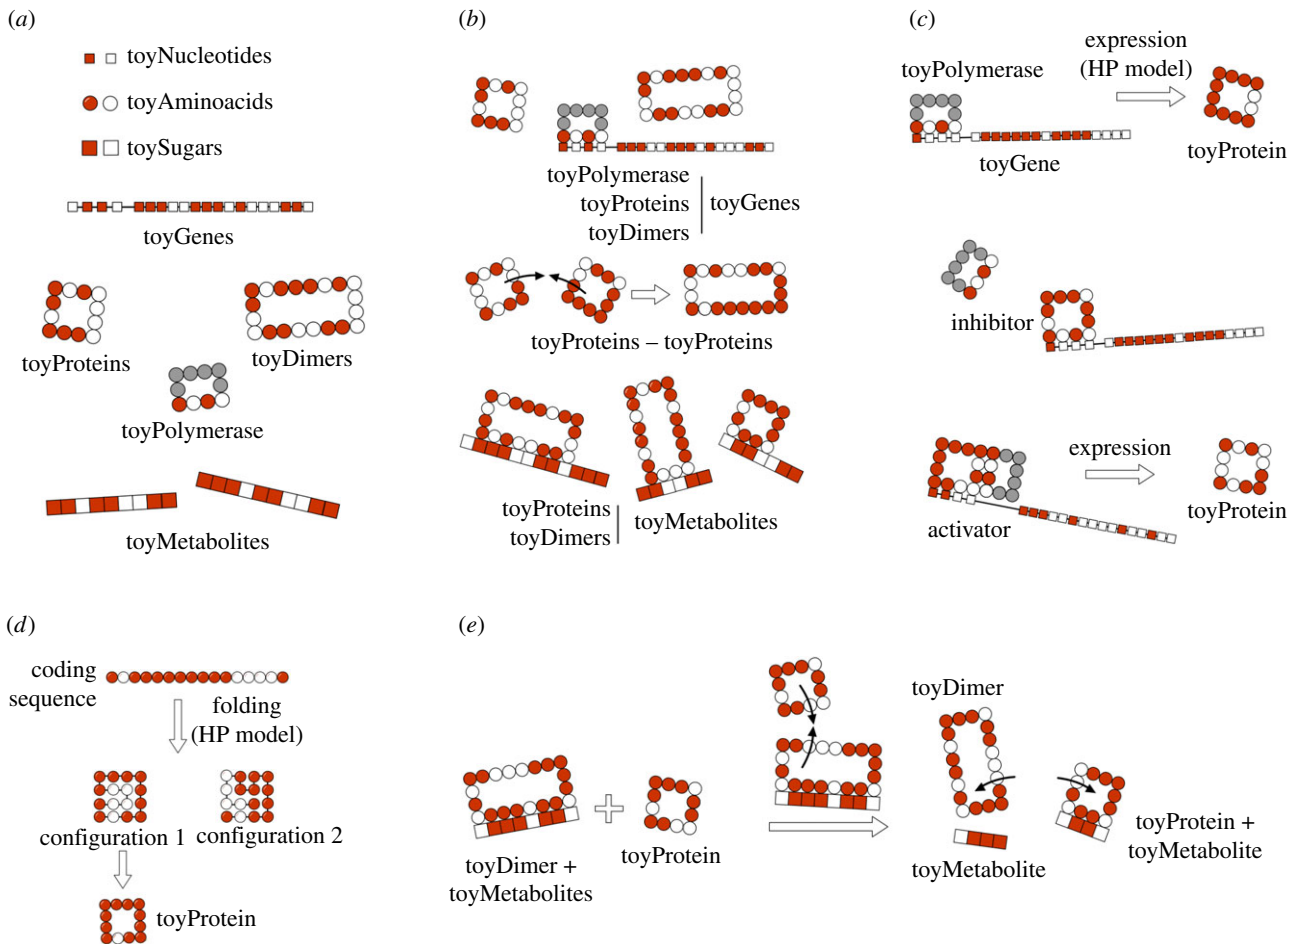 (a)
toyNucleotides
toyAminoacids
toySugars
toyGenes
toyProteins
toyDimers
toyPolymerase
toyMetabolites
(b)
toyPolymerase
toyProteins
toyDimers
toyGenes
toyProteins – toyProteins
toyProteins
toyDimers
toyMetabolites
(c)
toyPolymerase
expression
(HP model)
toyGene
toyProtein
inhibitor
expression
activator
toyProtein
(d)
coding
sequence
folding
(HP model)
configuration 1
configuration 2
toyProtein
(e)
toyDimer +
toyMetabolites
toyProtein
toyDimer
toyMetabolite
toyProtein +
toyMetabolite